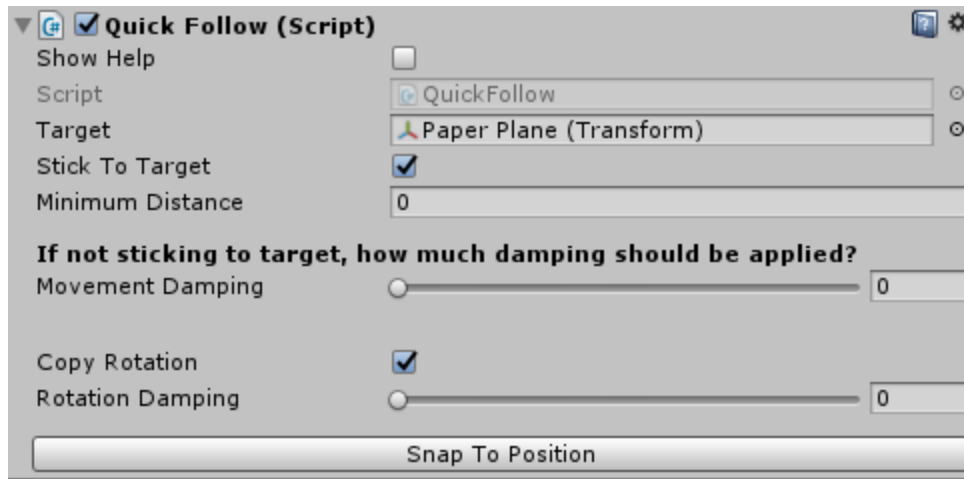 Quick Follow (Script)
Show Help
Script QuickFollow
Target Paper Plane (Transform)
Stick To Target
Minimum Distance 0
If not sticking to target, how much damping should be applied?
Movement Damping 0
Copy Rotation
Rotation Damping 0
Snap To Position